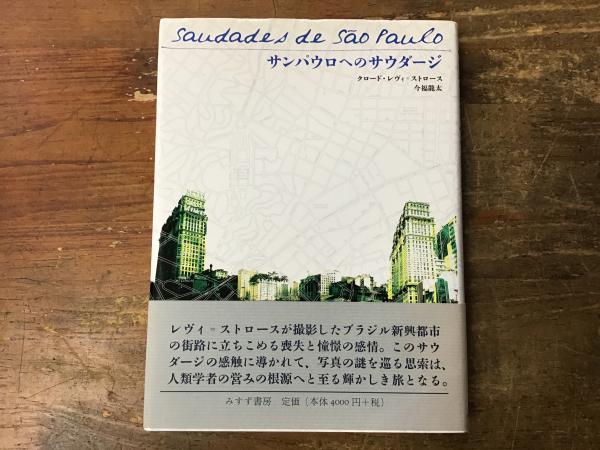 Saudades de São Paulo
サンパウロへのサウダージ
クロード・レヴィ=ストロース
今福龍太
レヴィ=ストロースが撮影したブラジル新興都市
の街路に立ちこめる喪失と憧憬の感情。このサウ
ダージの感触に導かれて、写真の謎を巡る思索は、
人類学者の営みの根源へと至る輝かしき旅となる。
みすず書房 定価(本体4000円+税)